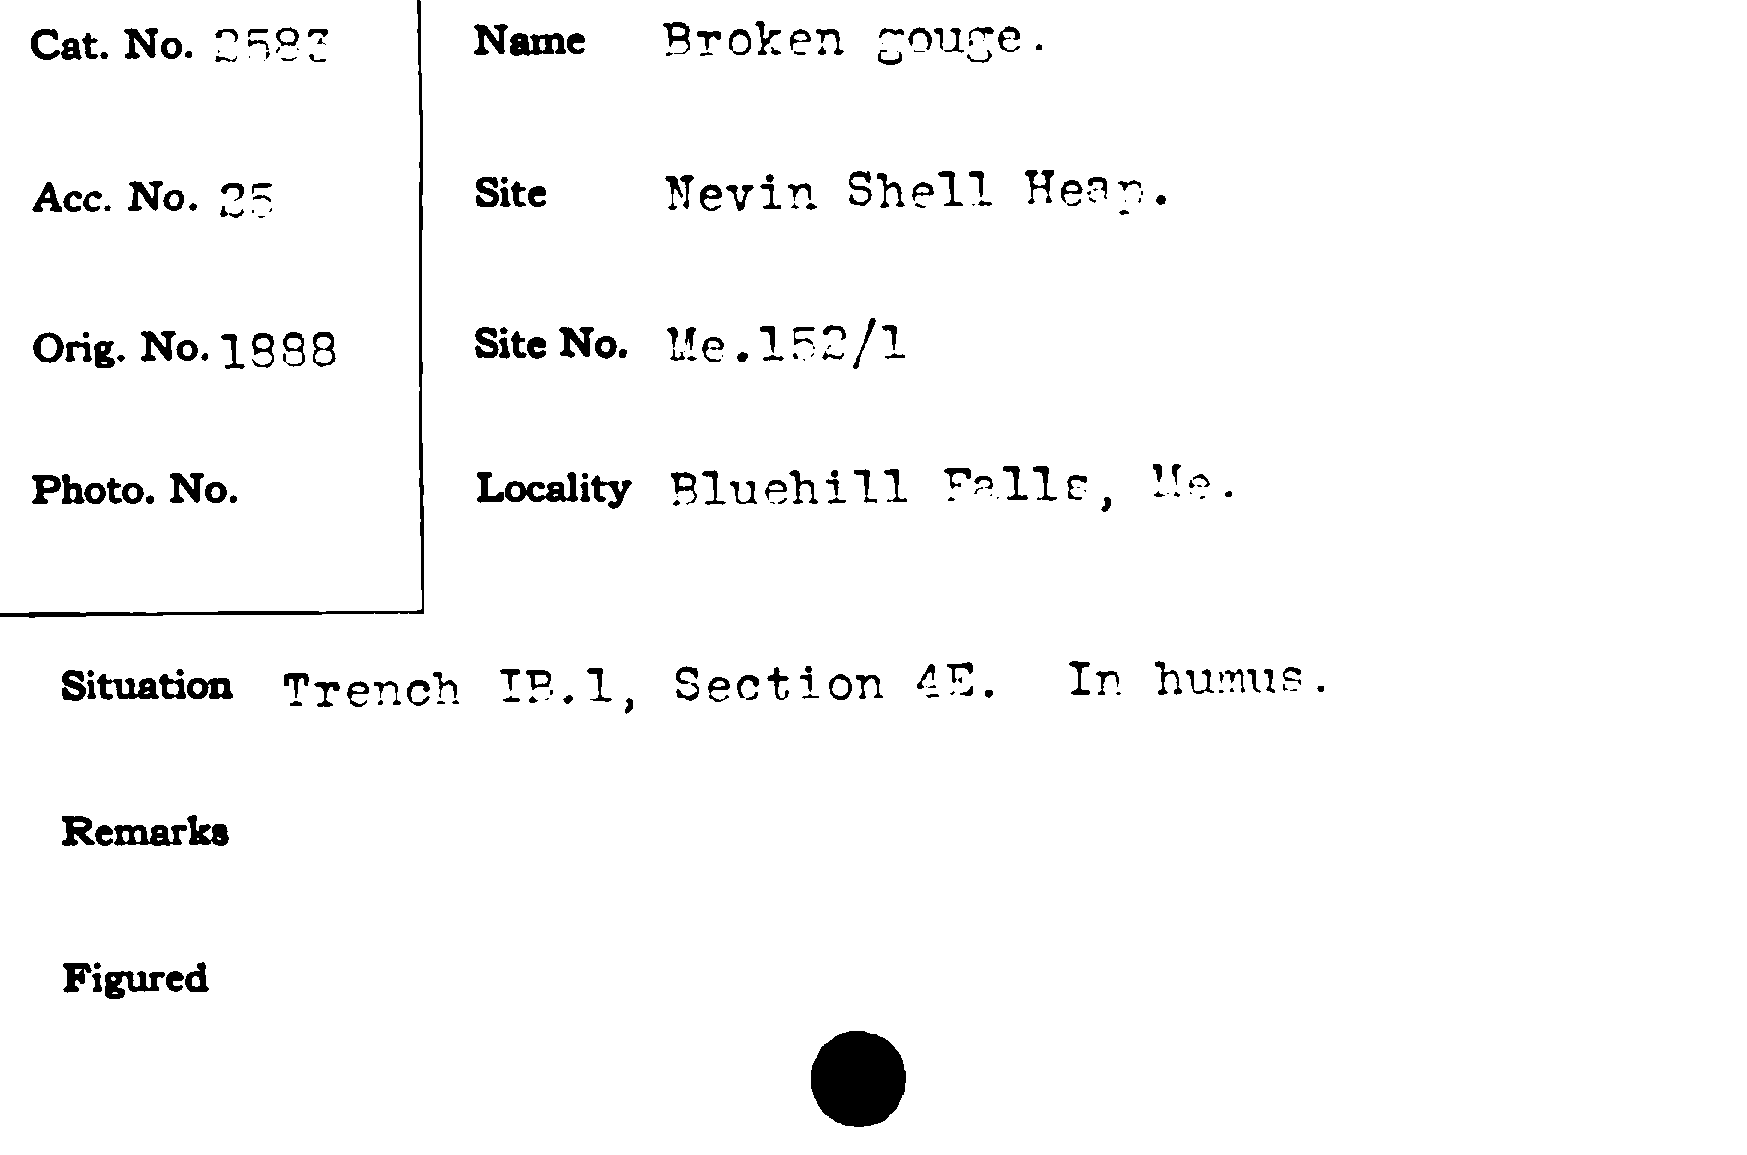 Cat. No. 2583
Name Broken gouge.
Acc. No. 25
Site Nevin Shell Heap.
Orig. No. 1888
Site No. Me.152/1
Photo. No.
Locality Bluehill Falls, Me.
Situation Trench IB.1, Section 4E. In humus.
Remarks
Figured